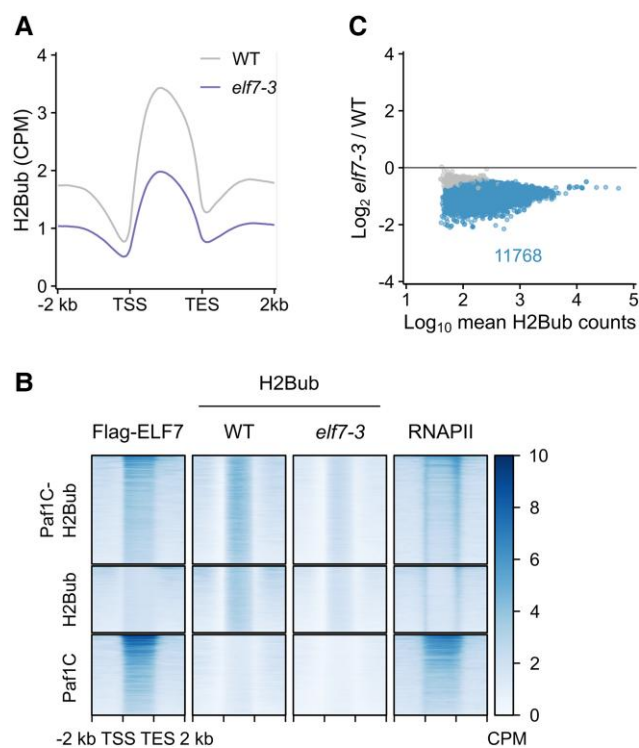 A
4
3
2
1
0
H2Bub (CPM)
WT
elf7-3
-2 kb TSS TES 2kb
C
4
2
0
-2
-4
Log2 elf7-3 / WT
11768
1 2 3 4 5
Log10 mean H2Bub counts
B
H2Bub
Flag-ELF7 WT elf7-3 RNAPII
Paf1C-
H2Bub
H2Bub
Paf1C
10
8
6
4
2
0
-2 kb TSS TES 2 kb
CPM